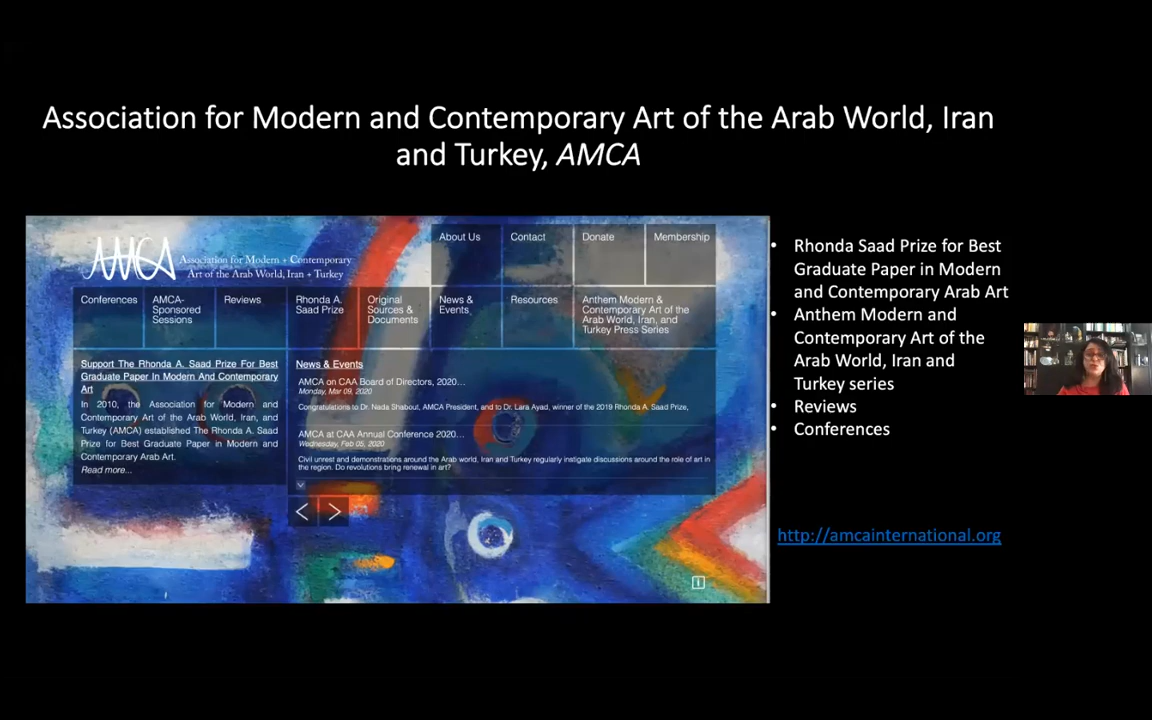 Association for Modern and Contemporary Art of the Arab World, Iran
and Turkey, AMCA
AMCA
Association for Modern + Contemporary
Art of the Arab World, Iran + Turkey
About Us
Contact
Donate
Membership
Conferences
AMCA-
Sponsored
Sessions
Reviews
Rhonda A.
Saad Prize
Original
Sources &
Documents
News &
Events
Resources
Anthem Modern &
Contemporary Art of the
Arab World, Iran, and
Turkey Press Series
Support The Rhonda A. Saad Prize For Best
Graduate Paper In Modern And Contemporary
Art
In 2010, the Association for Modern and
Contemporary Art of the Arab World, Iran, and
Turkey (AMCA) established The Rhonda A. Saad
Prize for Best Graduate Paper in Modern and
Contemporary Arab Art.
Read more...
News & Events
AMCA on CAA Board of Directors, 2020...
Monday, Mar 09, 2020
Congratulations to Dr. Nada Shabout, AMCA President, and to Dr. Lara Ayad, winner of the 2019 Rhonda A. Saad Prize,
AMCA at CAA Annual Conference 2020...
Wednesday, Feb 05, 2020
Civil unrest and demonstrations around the Arab world, Iran and Turkey regularly instigate discussions around the role of art in
the region. Do revolutions bring renewal in art?
• Rhonda Saad Prize for Best
Graduate Paper in Modern
and Contemporary Arab Art
• Anthem Modern and
Contemporary Art of the
Arab World, Iran and
Turkey series
• Reviews
• Conferences
http://amcainternational.org